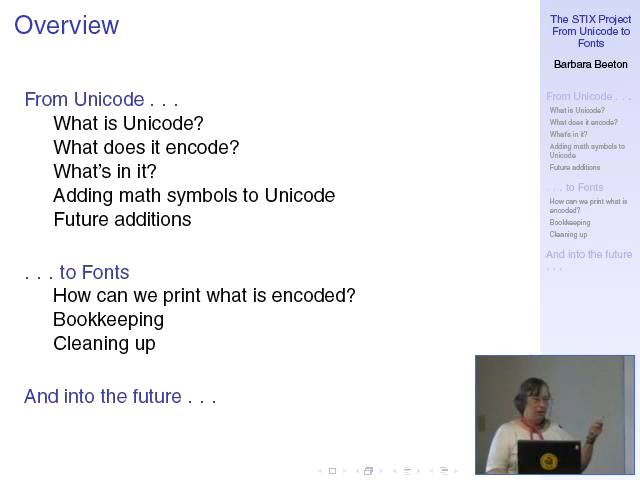 Overview
From Unicode . . .
What is Unicode?
What does it encode?
What's in it?
Adding math symbols to Unicode
Future additions
. . . to Fonts
How can we print what is encoded?
Bookkeeping
Cleaning up
And into the future . . .
The STIX Project
From Unicode to
Fonts
Barbara Beeton
From Unicode . . .
What is Unicode?
What does it encode?
What's in it?
Adding math symbols to
Unicode
Future additions
. . . to Fonts
How can we print what is
encoded?
Bookkeeping
Cleaning up
And into the future
. . .